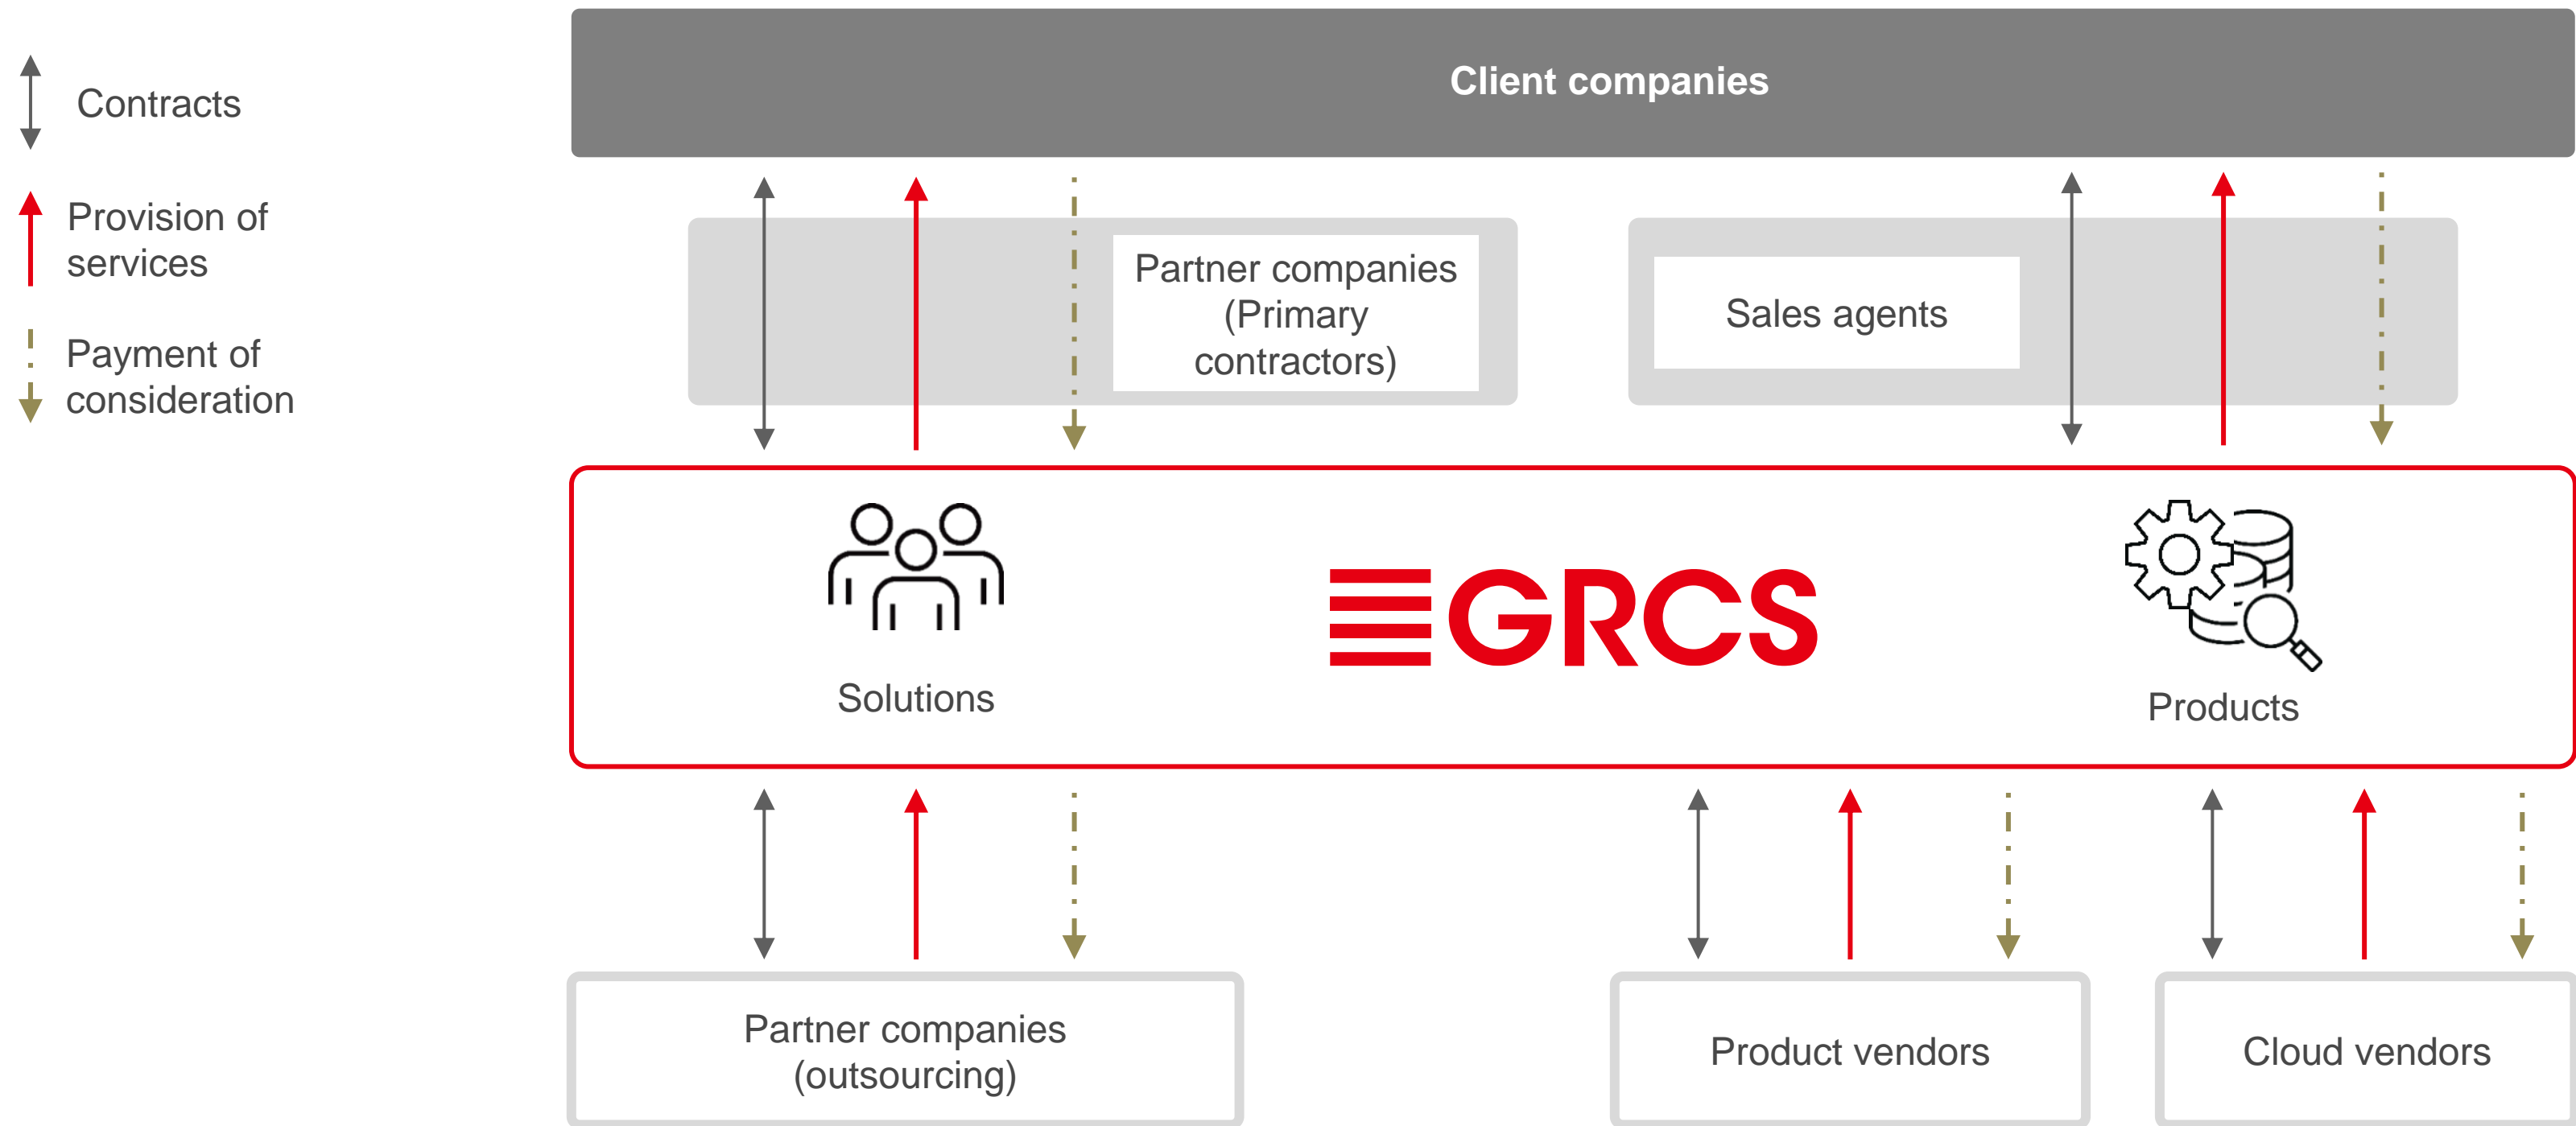 Contracts
Provision of
services
Payment of
consideration
Client companies
Partner companies
(Primary
contractors)
Sales agents
GRCS
Solutions
Products
Partner companies
(outsourcing)
Product vendors
Cloud vendors